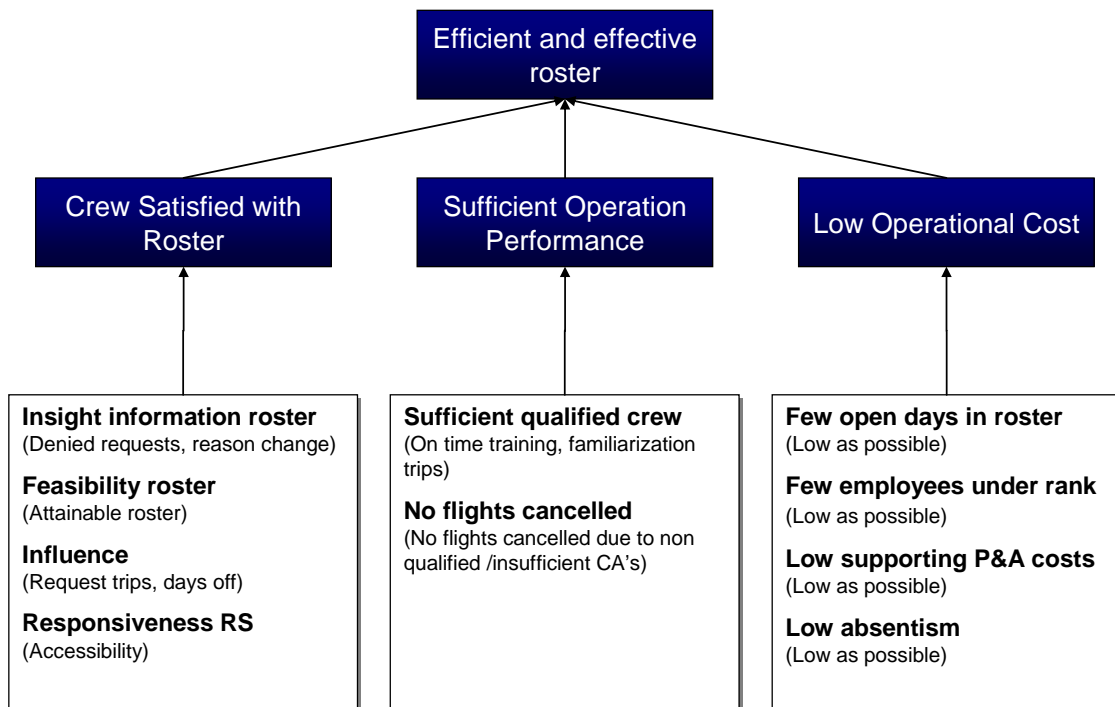 Efficient and effective
roster
Crew Satisfied with
Roster
Sufficient Operation
Performance
Low Operational Cost
Insight information roster
(Denied requests, reason change)
Feasibility roster
(Attainable roster)
Influence
(Request trips, days off)
Responsiveness RS
(Accessibility)
Sufficient qualified crew
(On time training, familiarization
trips)
No flights cancelled
(No flights cancelled due to non
qualified /insufficient CA’s)
Few open days in roster
(Low as possible)
Few employees under rank
(Low as possible)
Low supporting P&A costs
(Low as possible)
Low absentism
(Low as possible)